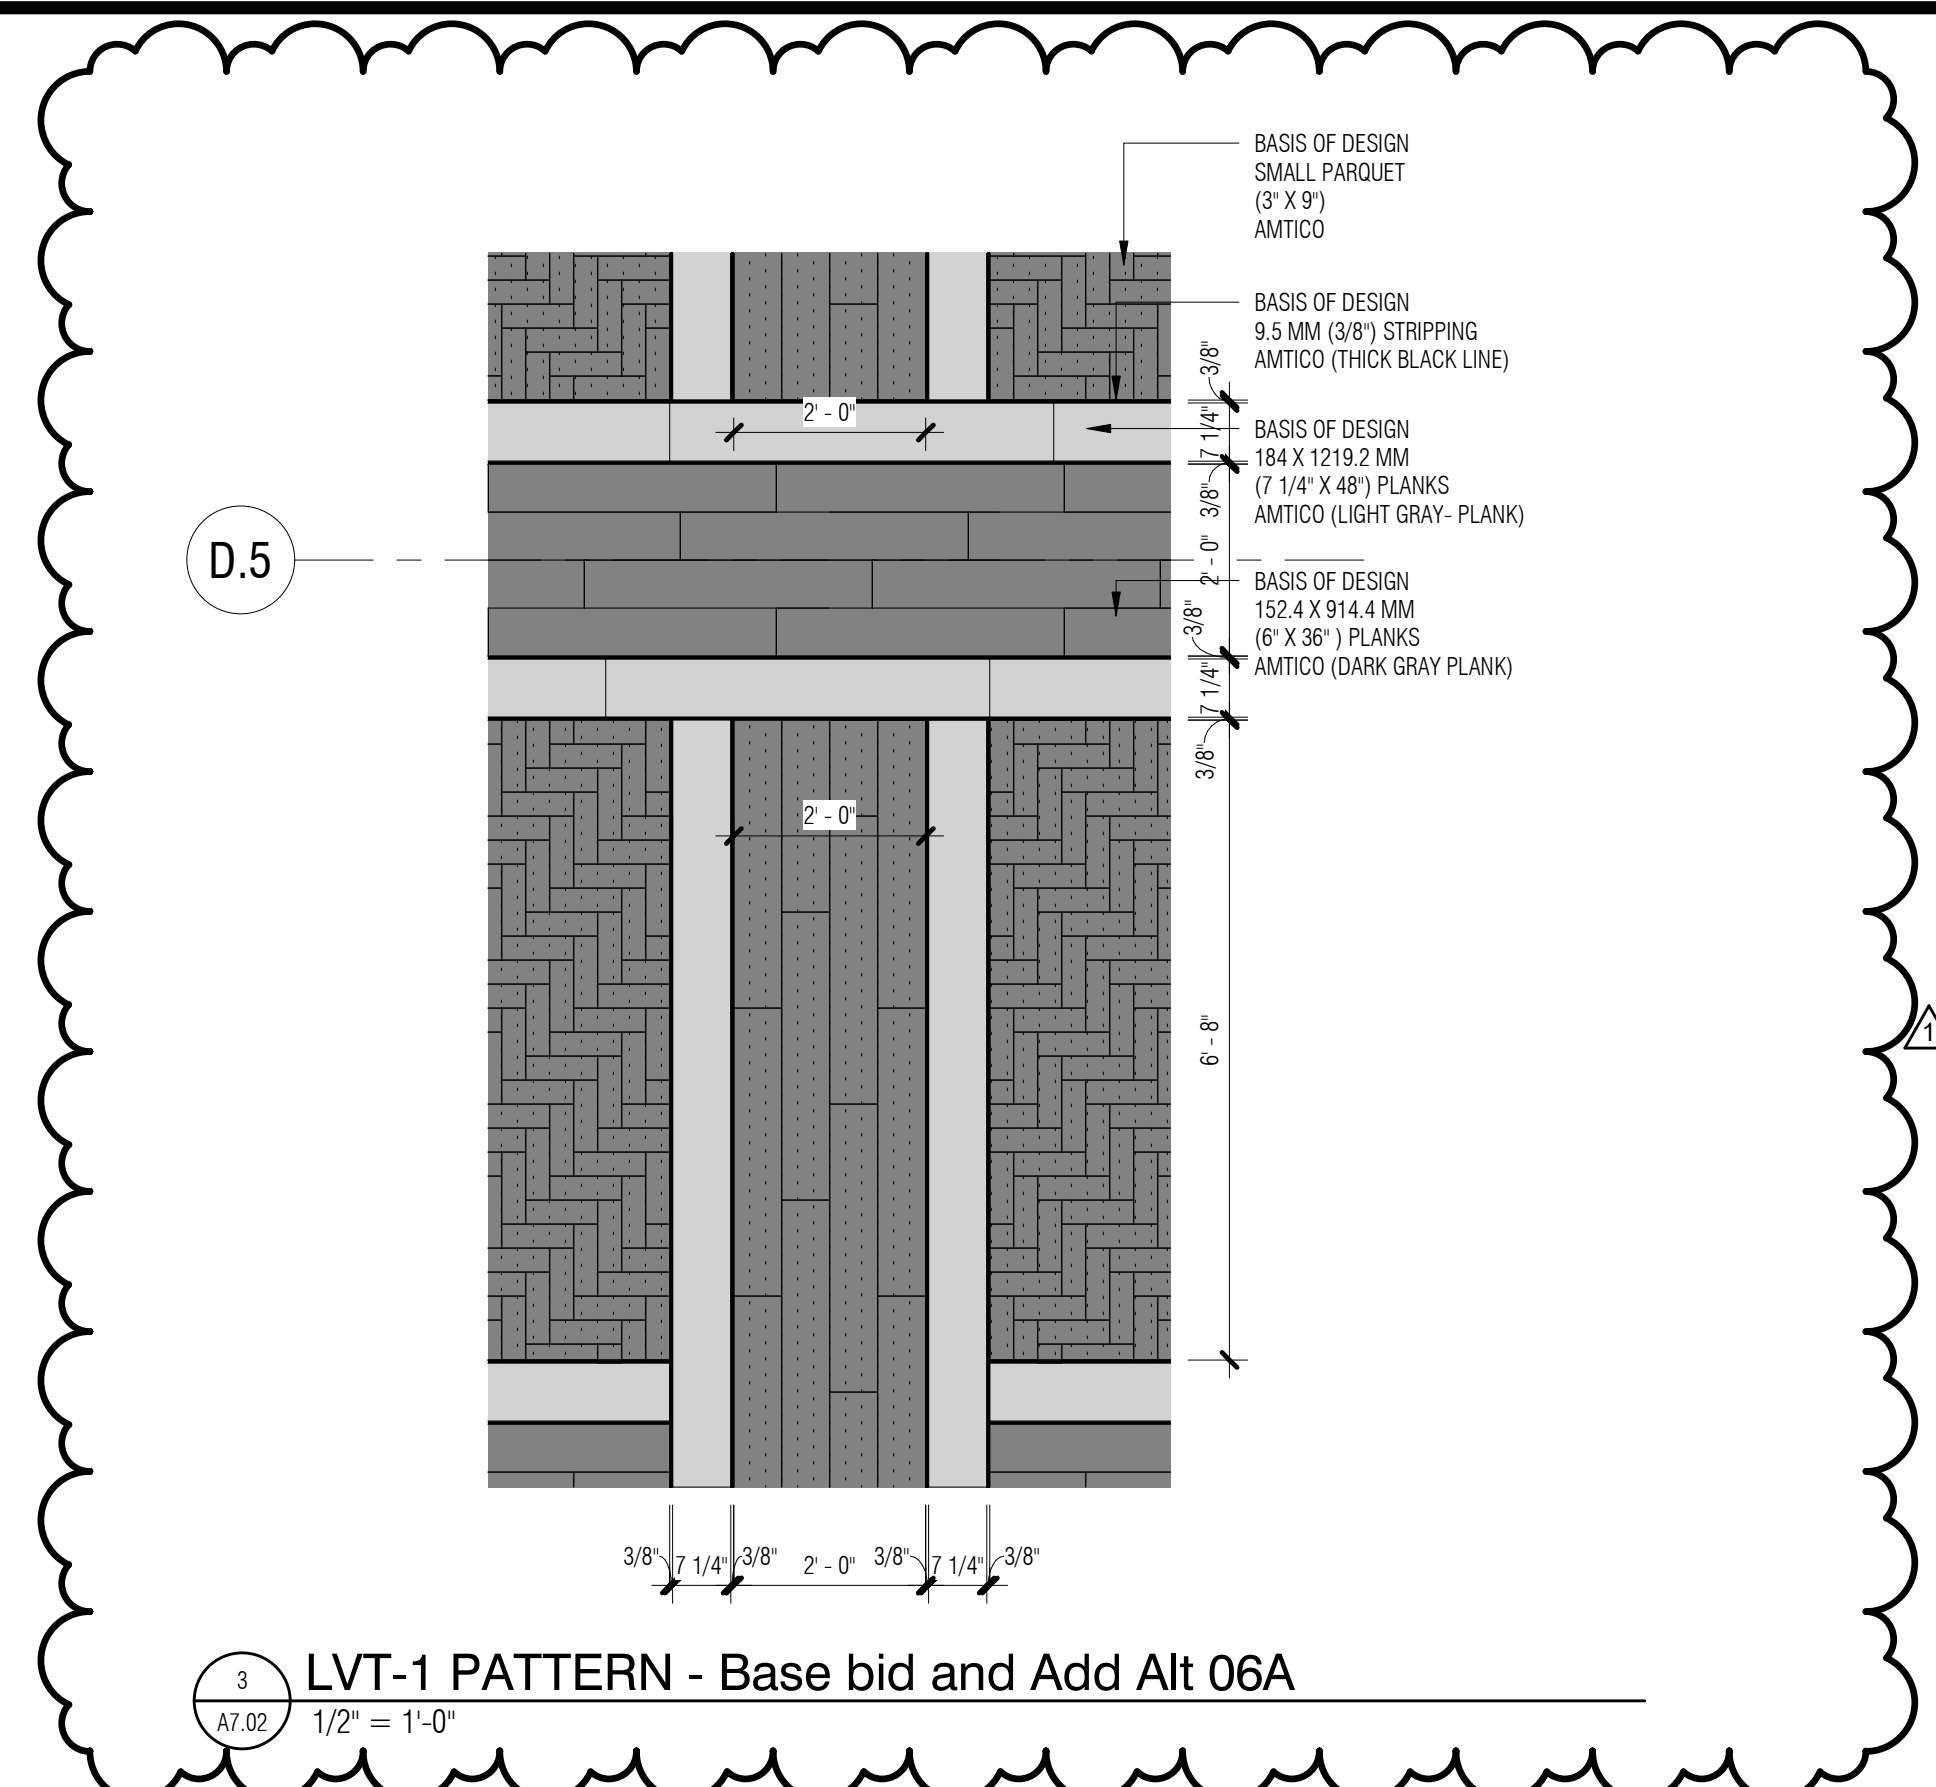 BASIS OF DESIGN
SMALL PARQUET
(3" X 9")
AMTICO
BASIS OF DESIGN
9.5 MM (3/8") STRIPPING
AMTICO (THICK BLACK LINE)
3/8"
2' - 0"
7 1/4"
BASIS OF DESIGN
184 X 1219.2 MM
(7 1/4" X 48") PLANKS
AMTICO (LIGHT GRAY- PLANK)
3/8"
D.5
2' - 0"
BASIS OF DESIGN
152.4 X 914.4 MM
(6" X 36" ) PLANKS
AMTICO (DARK GRAY PLANK)
3/8"
7 1/4"
3/8"
2' - 0"
6' - 8"
1
3/8" 7 1/4" 3/8" 2' - 0" 3/8" 7 1/4" 3/8"
3 LVT-1 PATTERN - Base bid and Add Alt 06A
A7.02 1/2" = 1'-0"